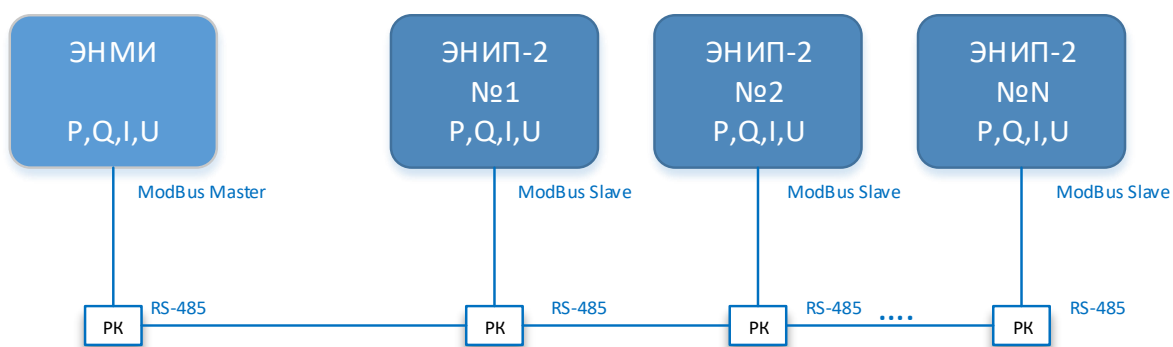 ЭНМИ
P,Q,I,U
ЭНИП-2
№1
P,Q,I,U
ЭНИП-2
№2
P,Q,I,U
ЭНИП-2
№N
P,Q,I,U
ModBus Master
ModBus Slave
ModBus Slave
ModBus Slave
РК
RS-485
РК
RS-485
РК
RS-485
....
РК
RS-485